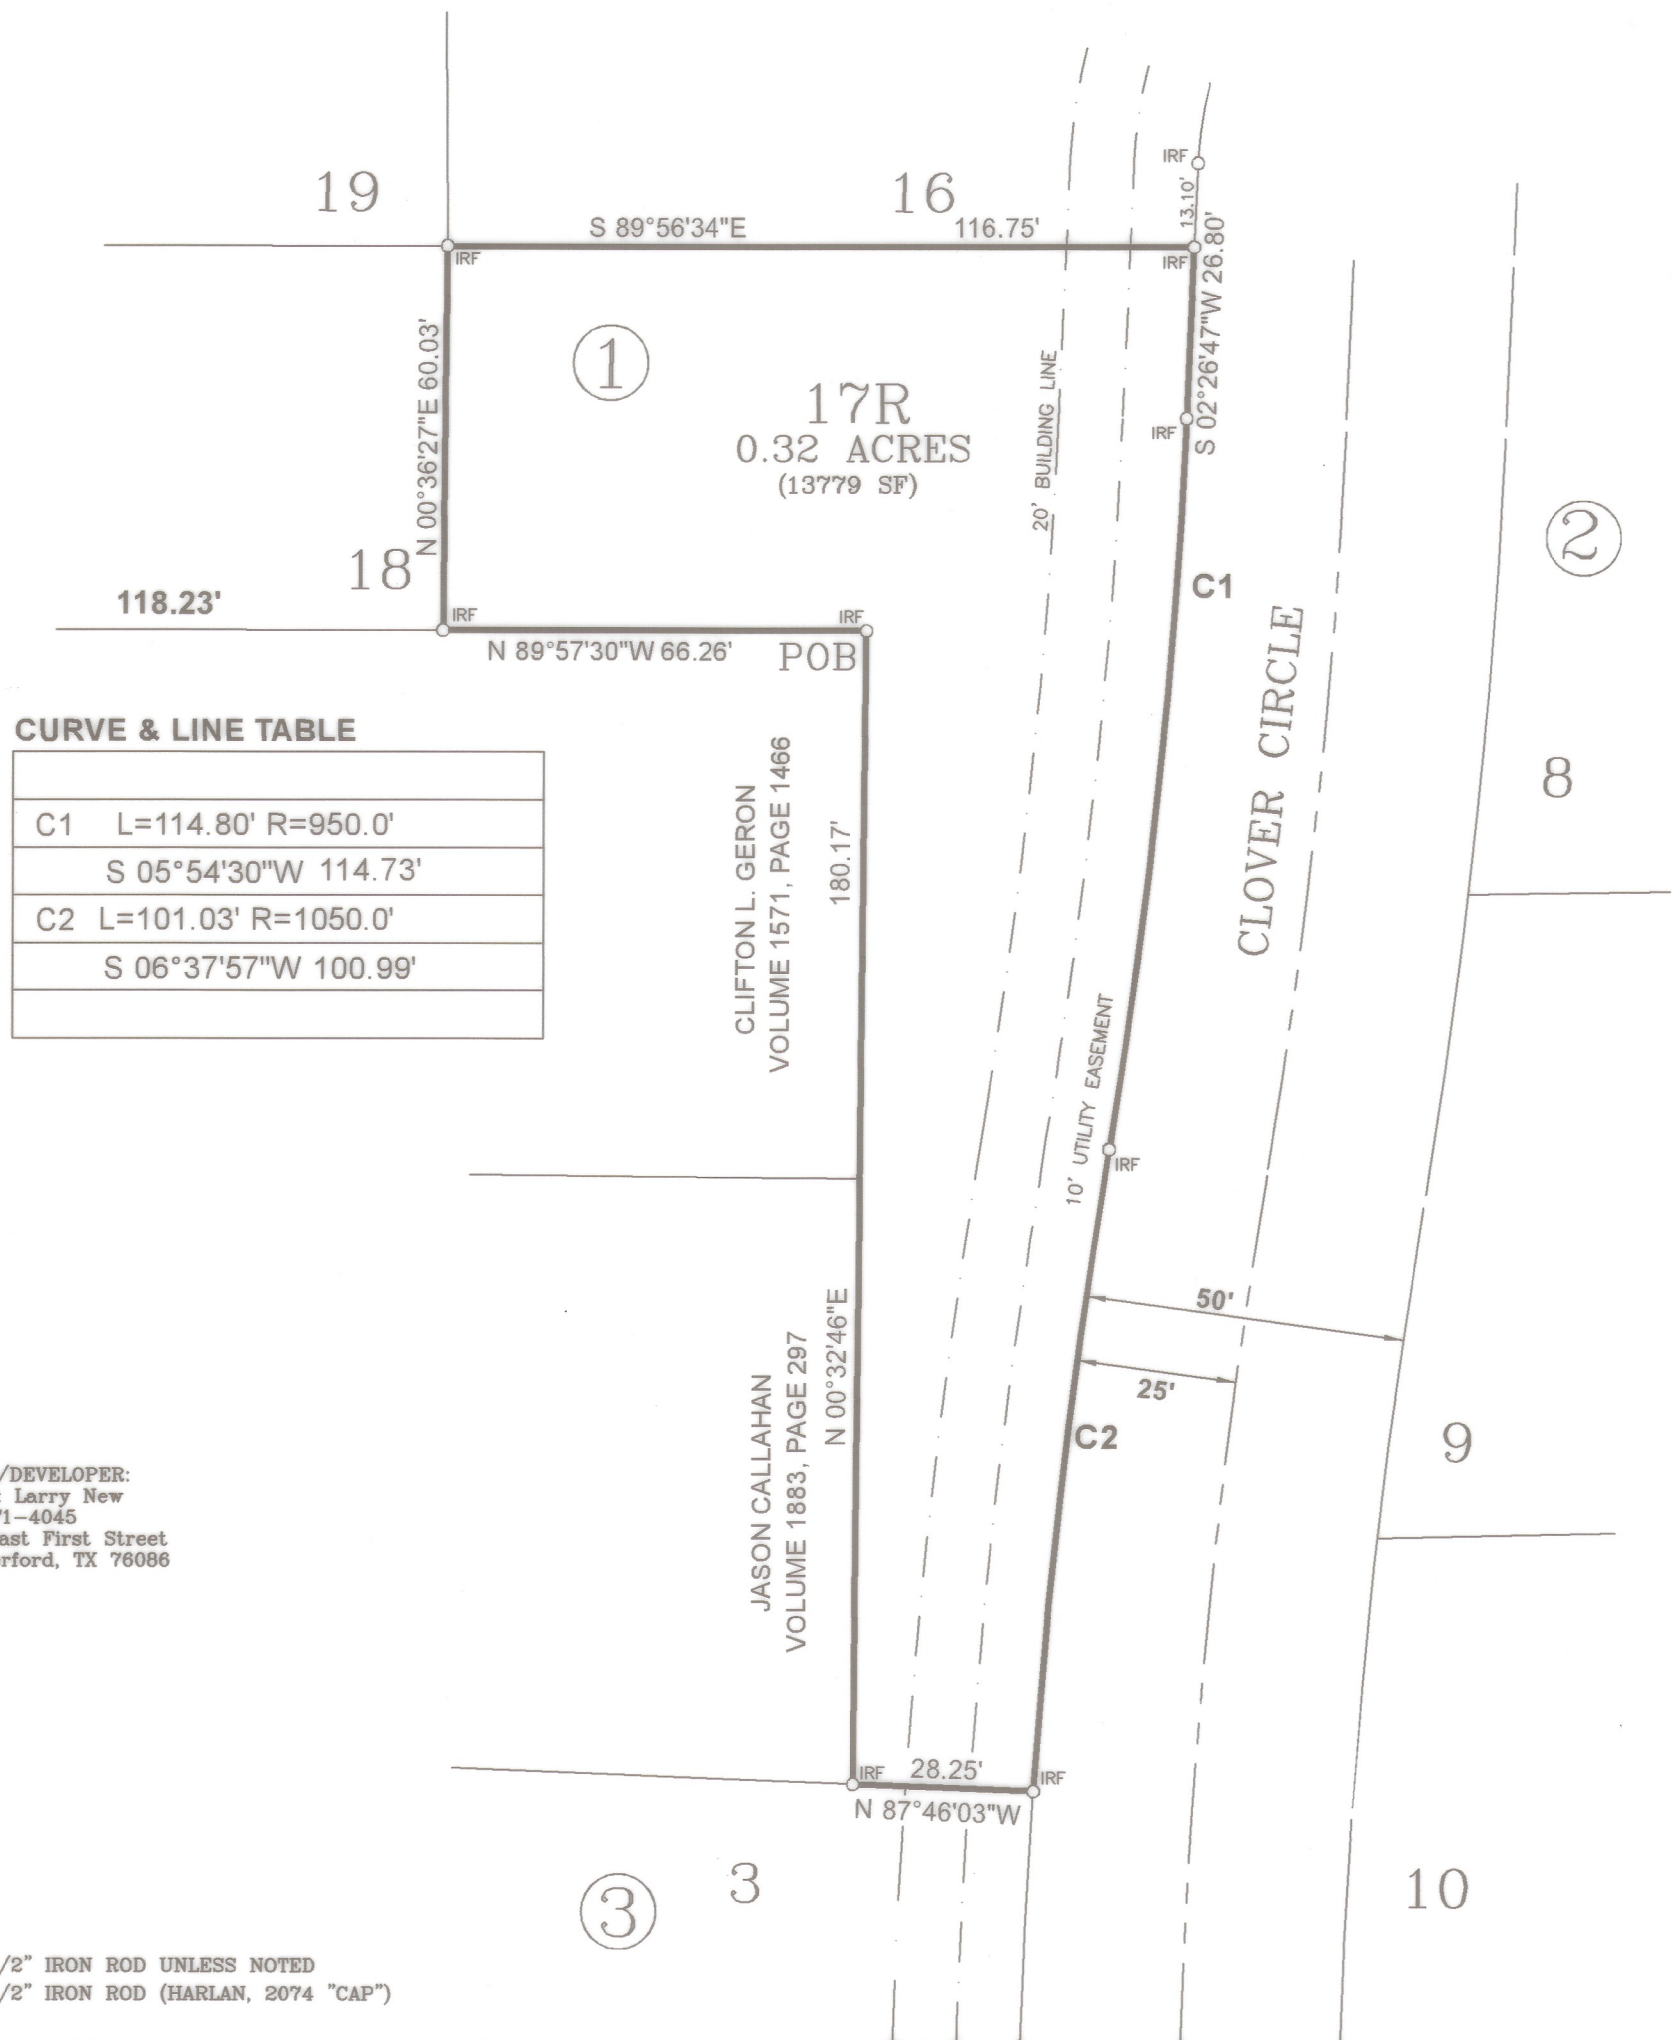 IRF
13.10'
19
16
S 89°56'34"E
116.75'
IRF
IRF
S 02°26'47"W 26.80'
N 00°36'27"E 60.03'
1
17R
0.32 ACRES
(13779 SF)
20' BUILDING LINE
IRF
2
18
118.23'
C1
IRF
IRF
N 89°57'30"W 66.26'
POB
CLOVER CIRCLE
CURVE & LINE TABLE
C1 L=114.80' R=950.0'
S 05°54'30"W 114.73'
C2 L=101.03' R=1050.0'
S 06°37'57"W 100.99'
8
CLIFTON L. GERON
VOLUME 1571, PAGE 1466
180.17'
10' UTILITY EASEMENT
IRF
50'
25'
N 00°32'46"E
JASON CALLAHAN
VOLUME 1883, PAGE 297
C2
9
/DEVELOPER:
: Larry New
71-4045
ast First Street
rford, TX 76086
IRF
28.25'
IRF
N 87°46'03"W
3
3
10
/2" IRON ROD UNLESS NOTED
/2" IRON ROD (HARLAN, 2074 "CAP")